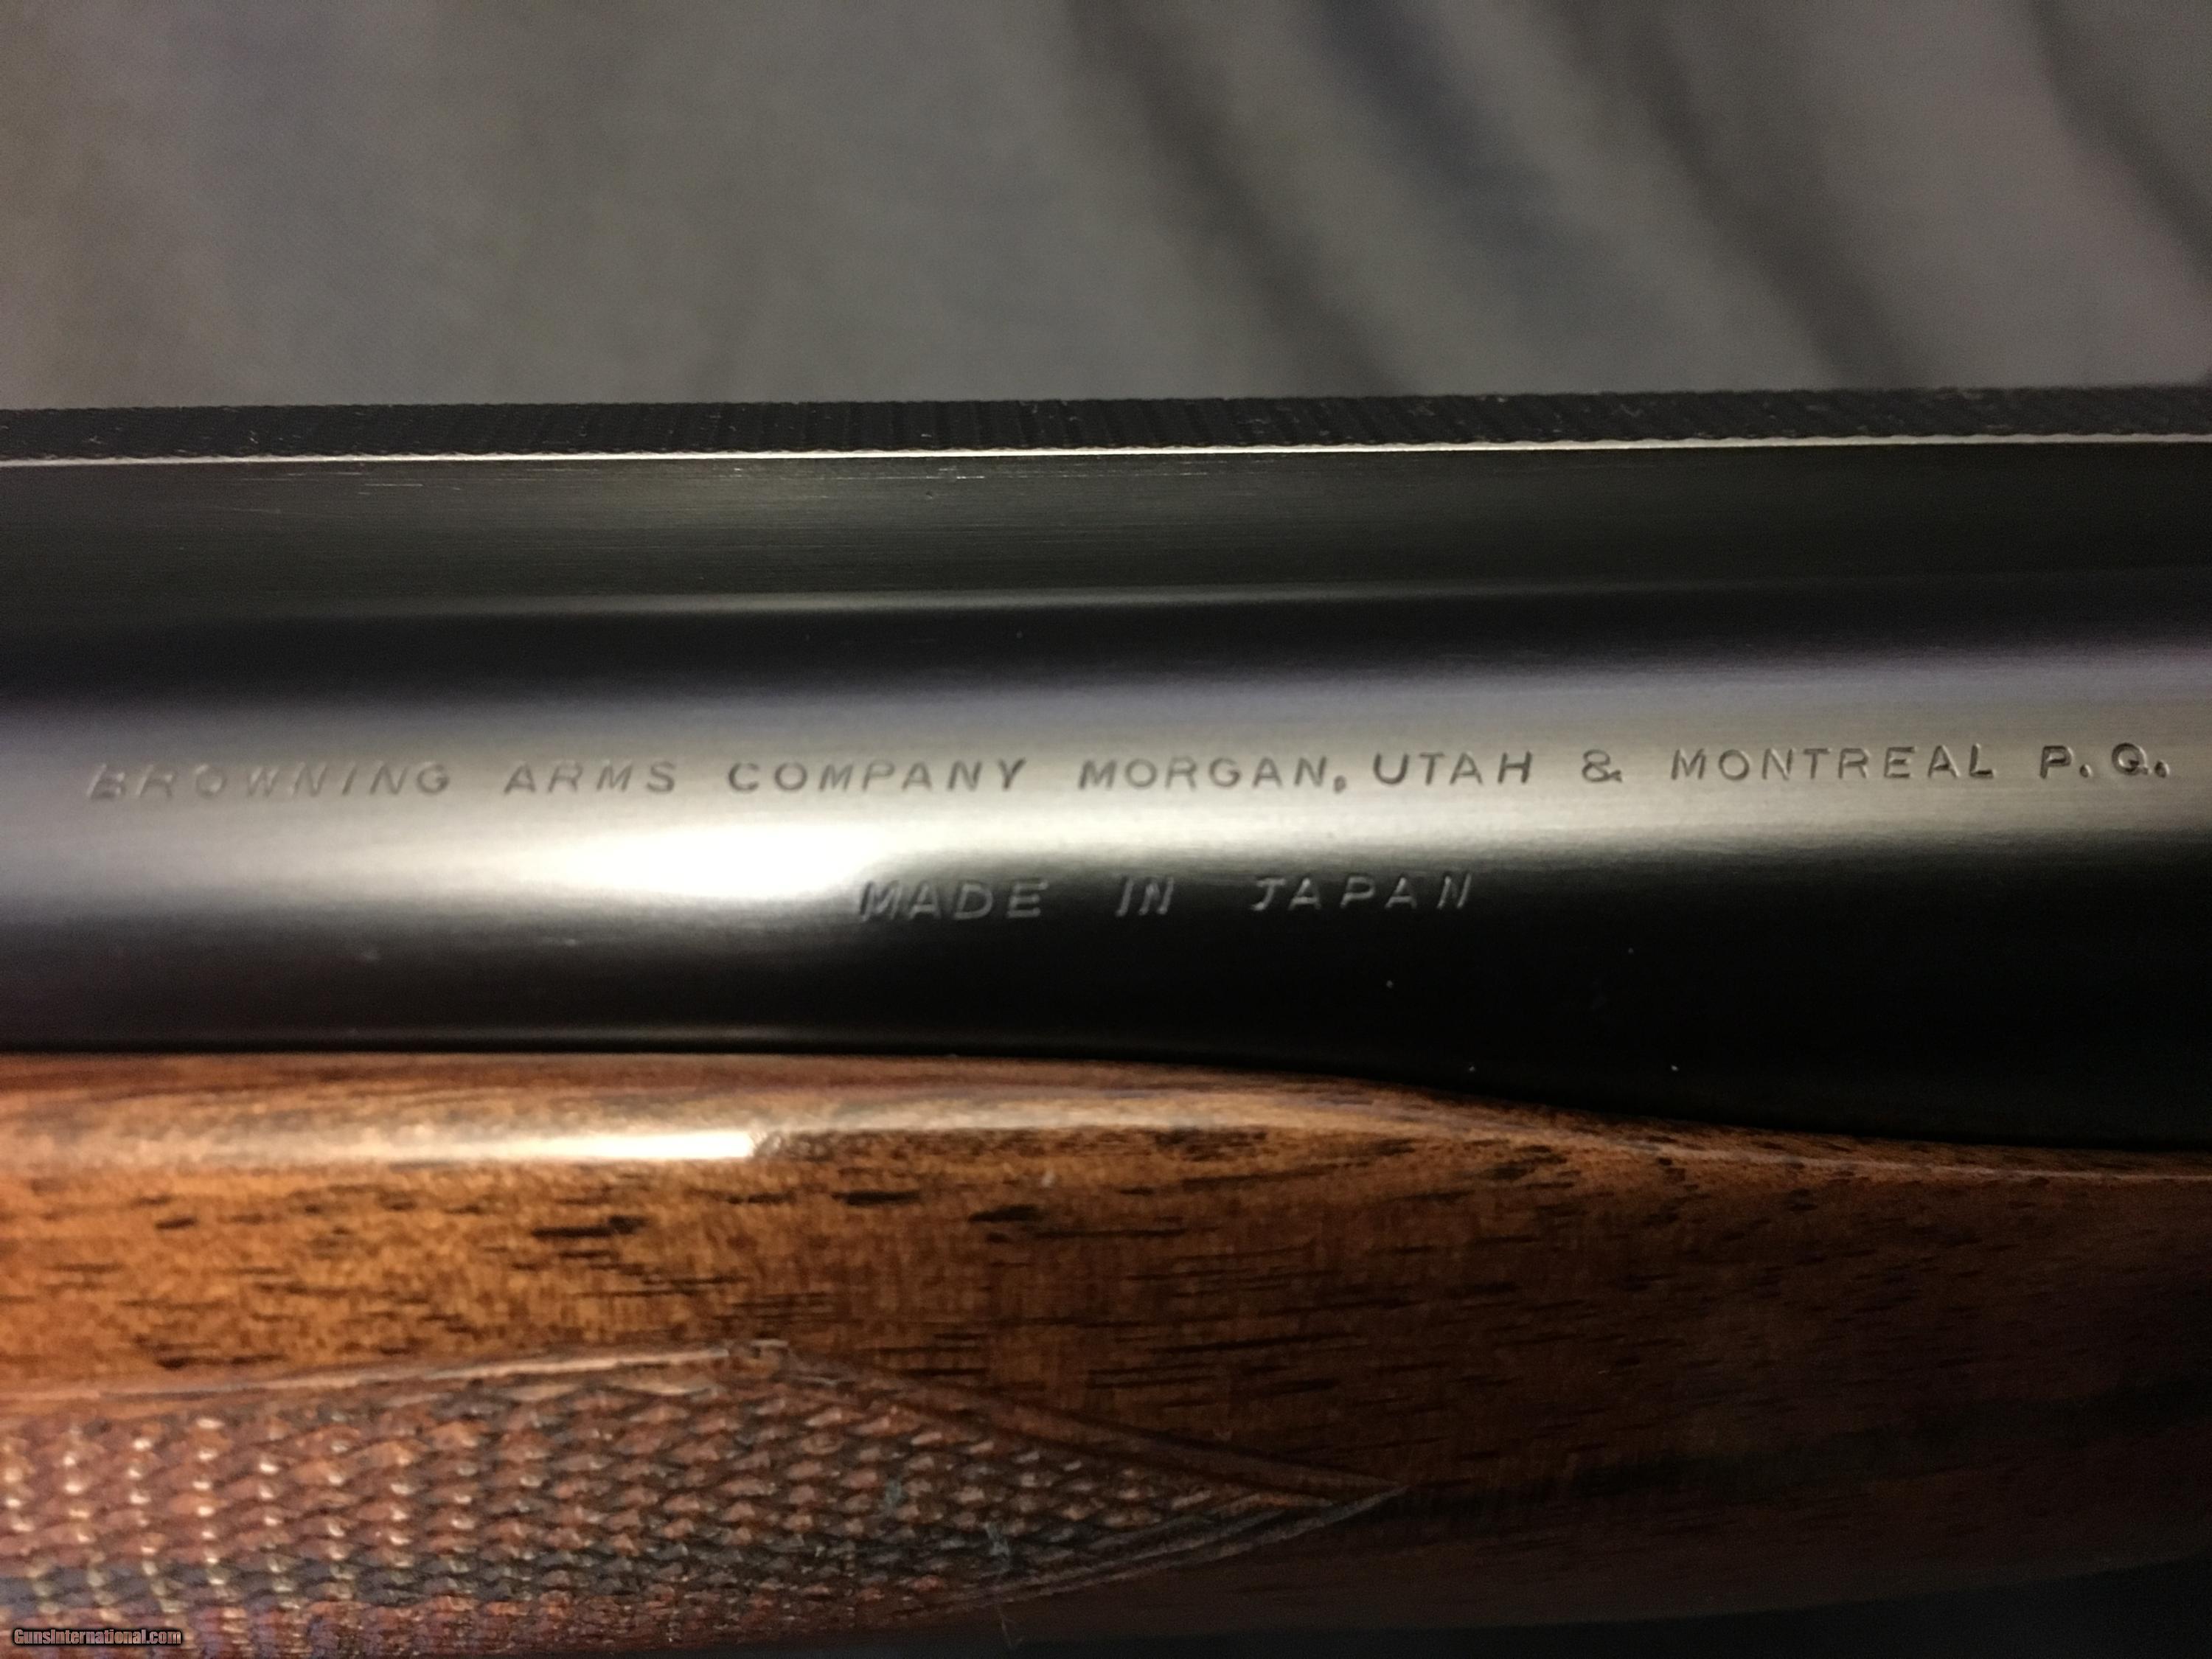 BROWNING ARMS COMPANY MORGAN, UTAH & MONTREAL P.Q.
MADE IN JAPAN
GunsInternational.com